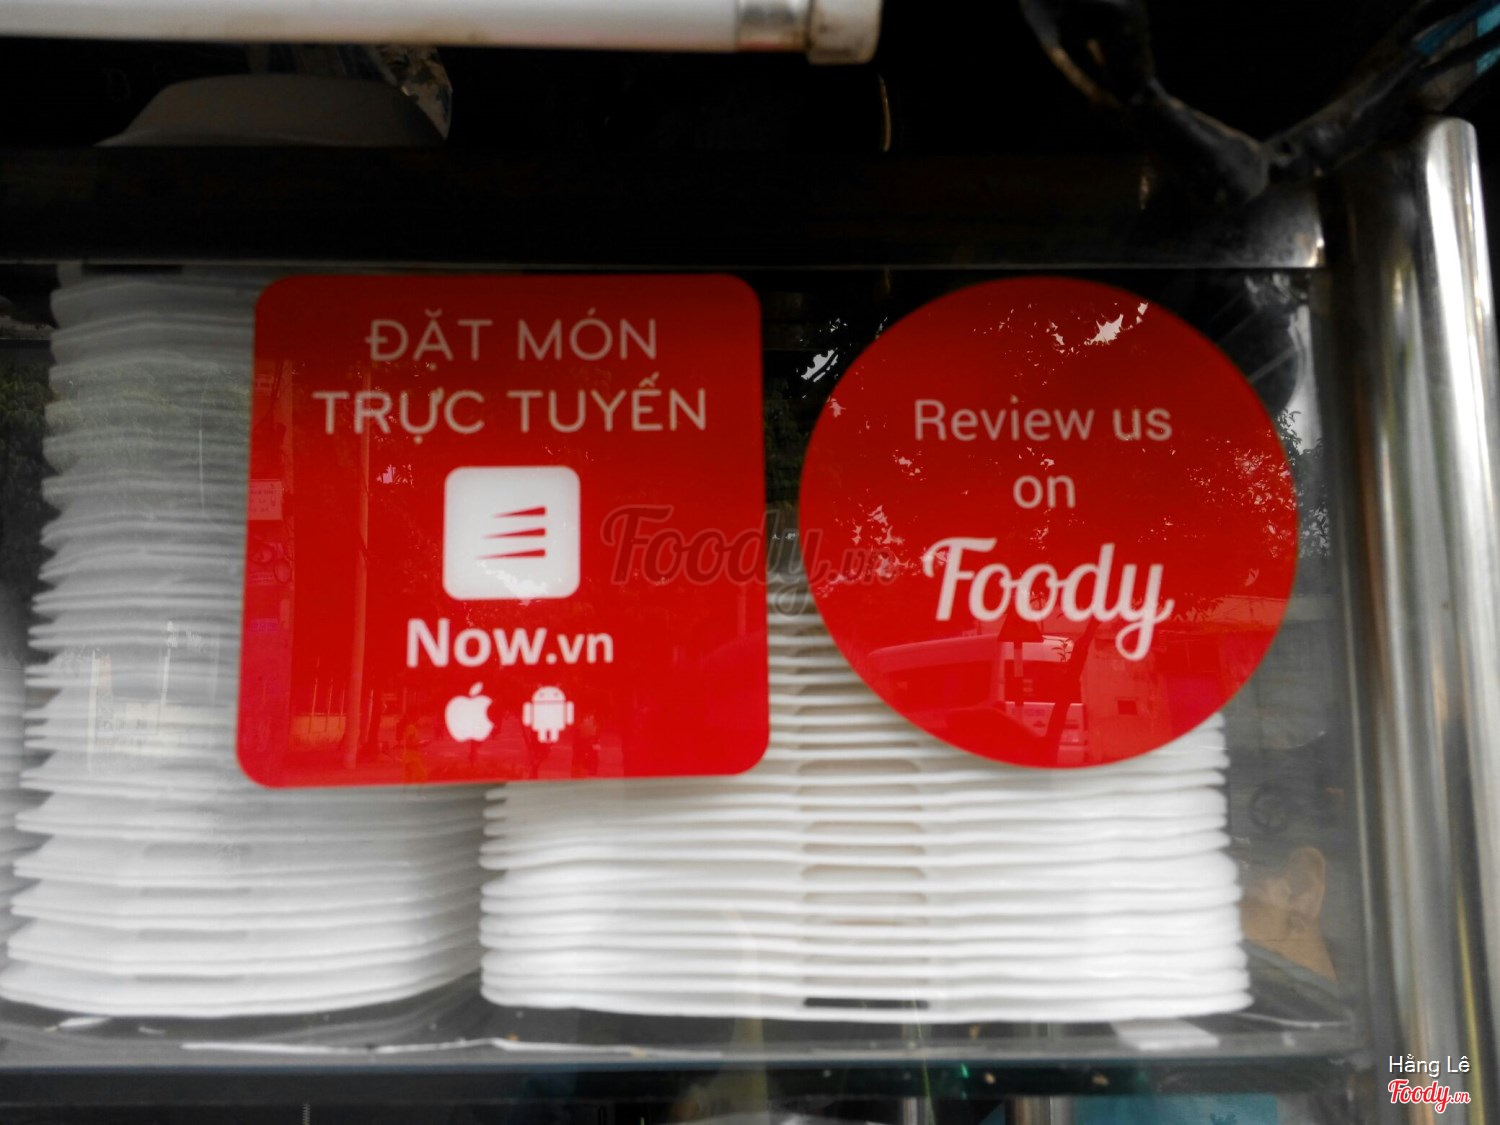 ĐẶT MÓN
TRỰC TUYẾN
Now.vn
Review us
on
Foody
Foody.vn
Hằng Lê
Foody.vn